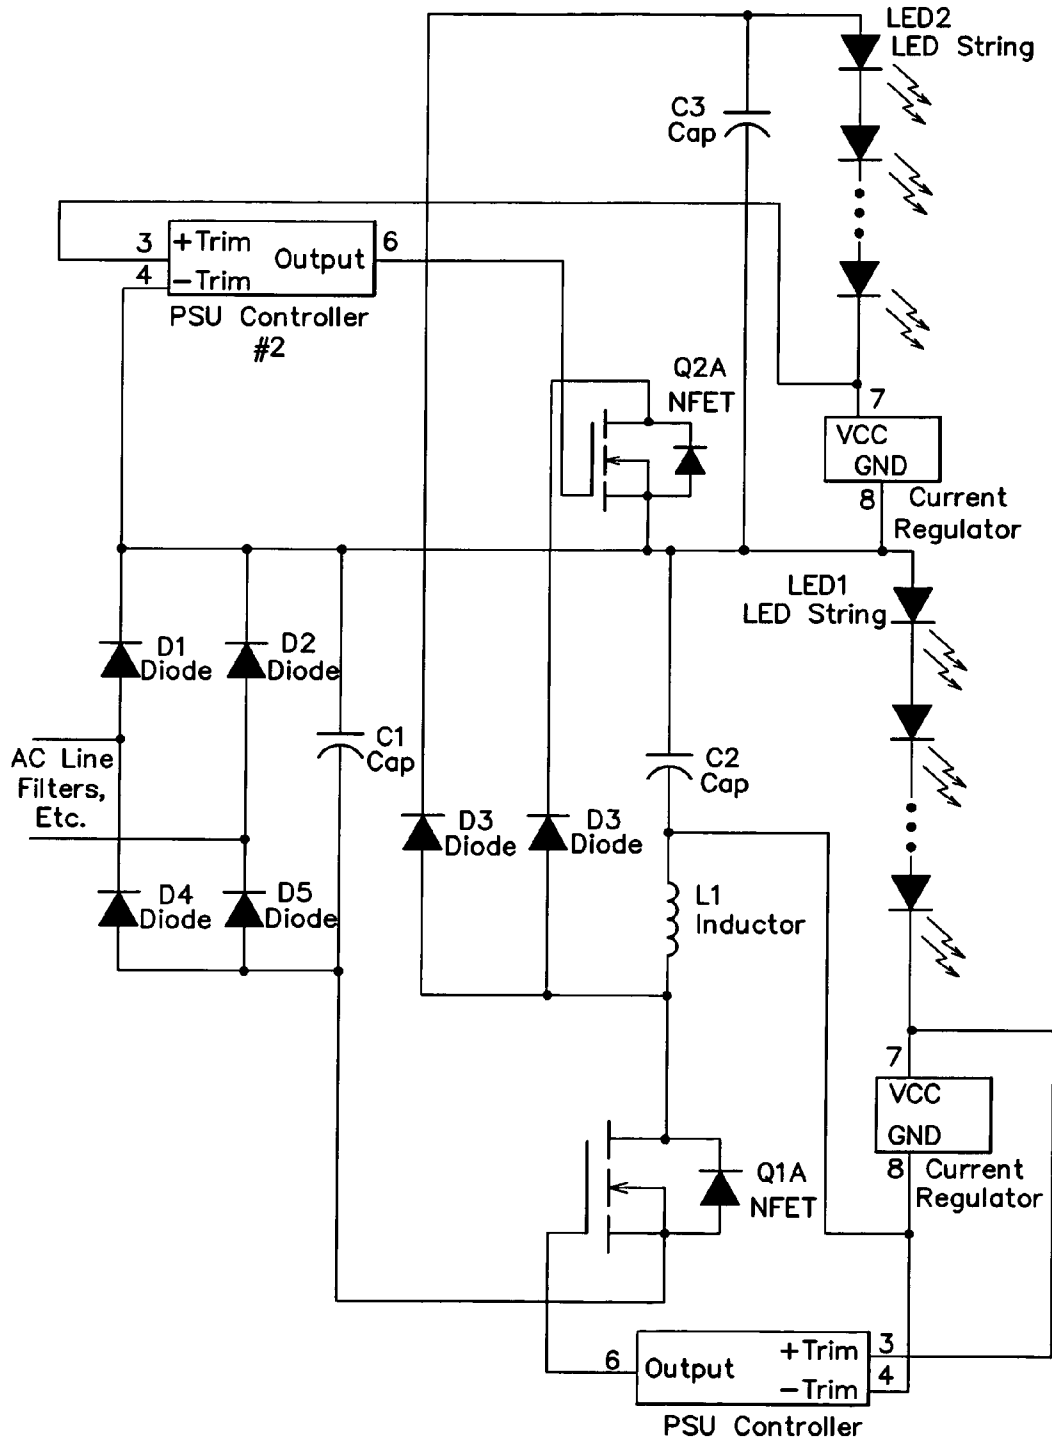 LED2
LED String
C3
Cap
3
+Trim
Output
6
4
-Trim
PSU Controller
#2
Q2A
NFET
7
VCC
GND
8
Current
Regulator
LED1
LED String
D1
Diode
D2
Diode
AC Line
Filters,
Etc.
C1
Cap
C2
Cap
D3
Diode
D3
Diode
D4
Diode
D5
Diode
L1
Inductor
7
VCC
GND
8
Current
Regulator
Q1A
NFET
6
Output
+Trim
3
-Trim
4
PSU Controller